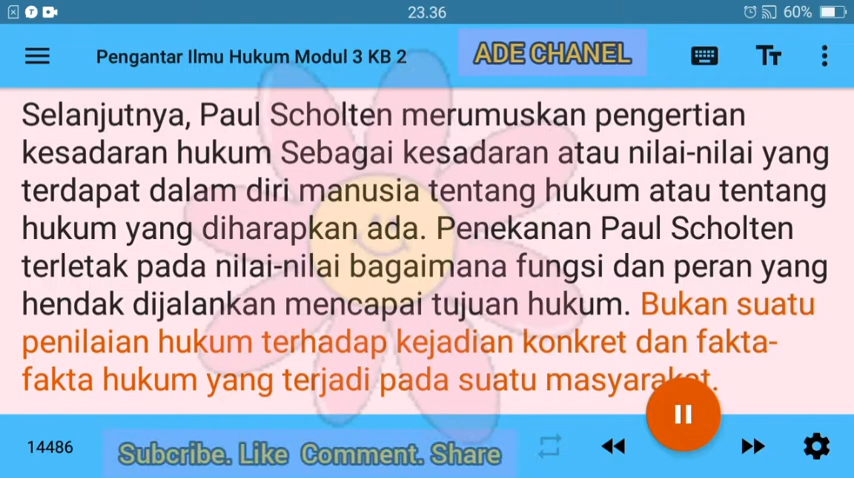 23.36
60%
Pengantar Ilmu Hukum Modul 3 KB 2
ADE CHANEL
Tт
Selanjutnya, Paul Scholten merumuskan pengertian
kesadaran hukum Sebagai kesadaran atau nilai-nilai yang
terdapat dalam diri manusia tentang hukum atau tentang
hukum yang diharapkan ada. Penekanan Paul Scholten
terletak pada nilai-nilai bagaimana fungsi dan peran yang
hendak dijalankan mencapai tujuan hukum. Bukan suatu
penilaian hukum terhadap kejadian konkret dan fakta-
fakta hukum yang terjadi pada suatu masyarakat.
14486
Subcribe. Like Comment. Share